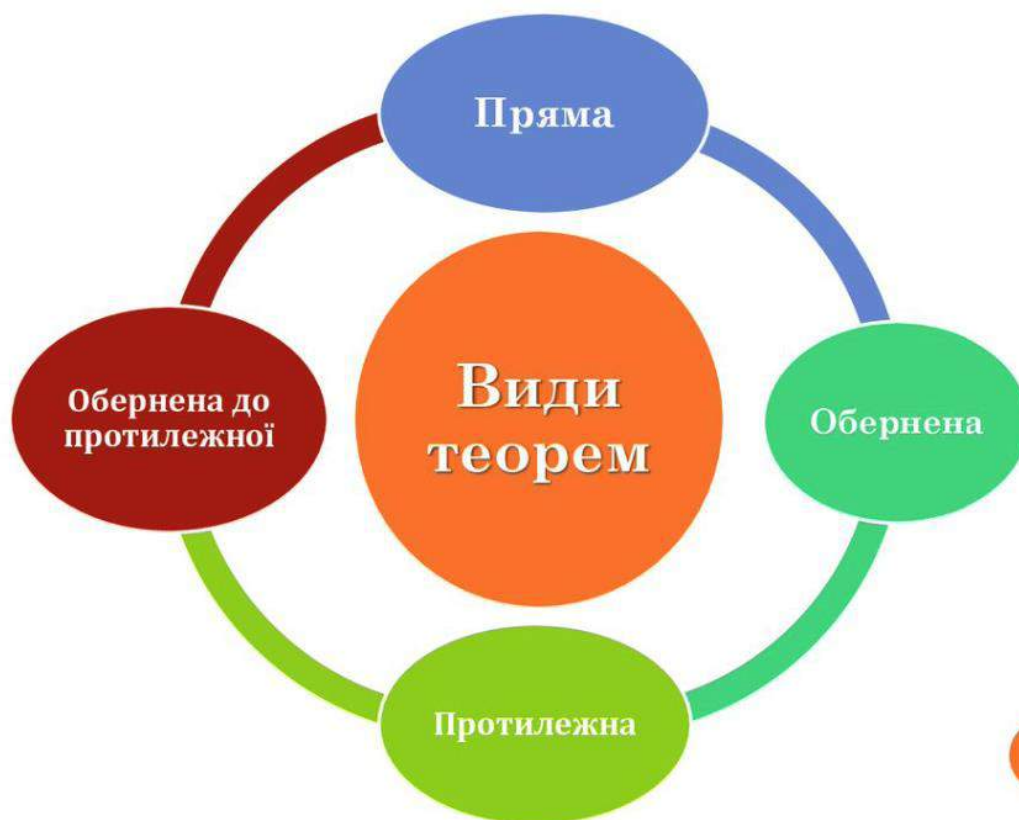 Пряма
Види
теорем
Обернена
Протилежна
Обернена до
протилежної